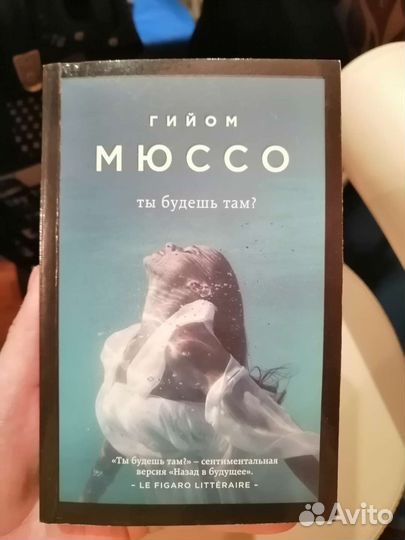 ГИЙОМ
МЮССО
ты будешь там?
«Ты будешь там?» – сентиментальная
версия «Назад в будущее».
– LE FIGARO LITTÉRAIRE –
Avito